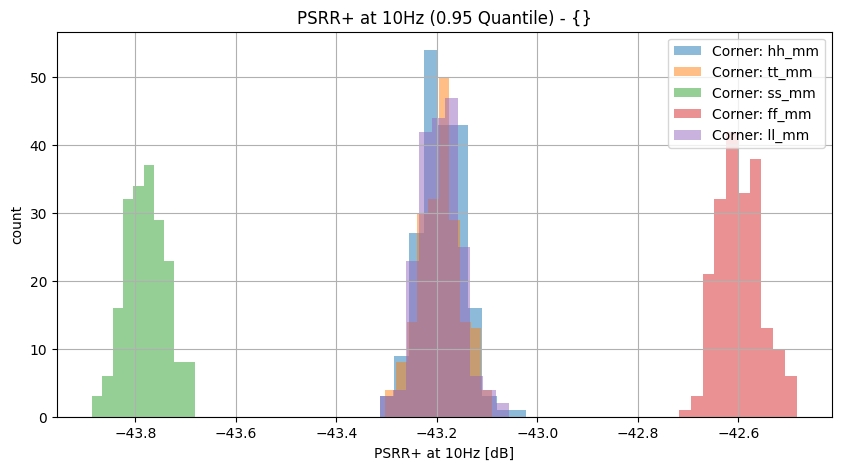 PSRR+ at 10Hz (0.95 Quantile) - {}
Corner: hh_mm
Corner: tt_mm
Corner: ss_mm
Corner: ff_mm
Corner: ll_mm
50
40
30
20
10
0
count
−43.8 −43.6 −43.4 −43.2 −43.0 −42.8 −42.6
PSRR+ at 10Hz [dB]